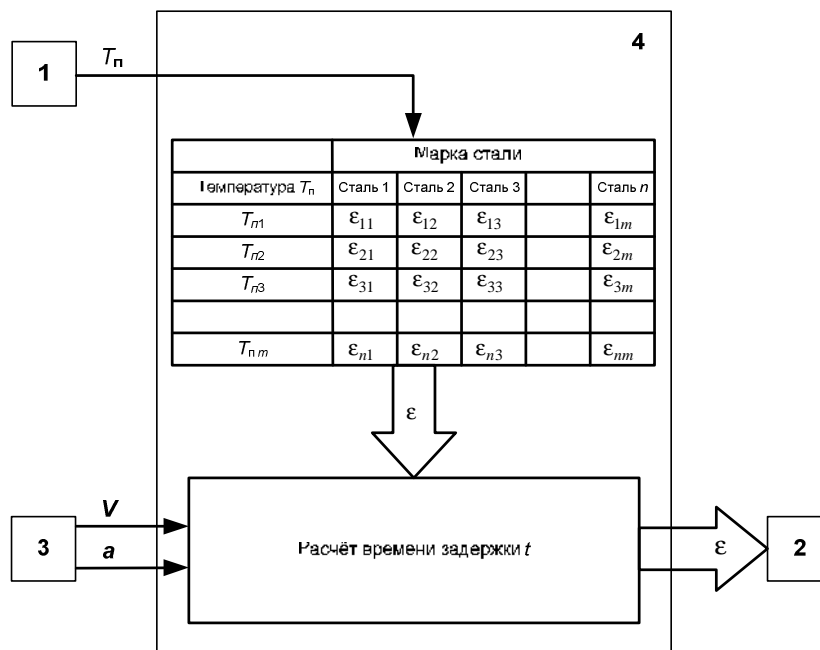 4
1
Tп
Марка стали
Температура Tп Сталь 1 Сталь 2 Сталь 3 Сталь n
Tп1 ε11 ε12 ε13 ε1m
Tп2 ε21 ε22 ε23 ε2m
Tп3 ε31 ε32 ε33 ε3m
Tп m εn1 εn2 εn3 εnm
ε
V
3
a
Расчёт времени задержки t
ε
2